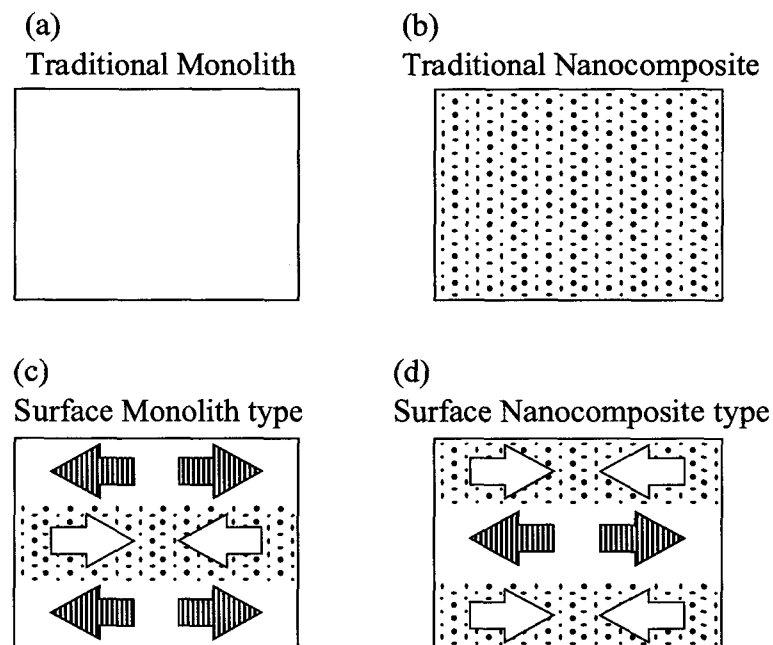 (a)
Traditional Monolith
(b)
Traditional Nanocomposite
(c)
Surface Monolith type
(d)
Surface Nanocomposite type